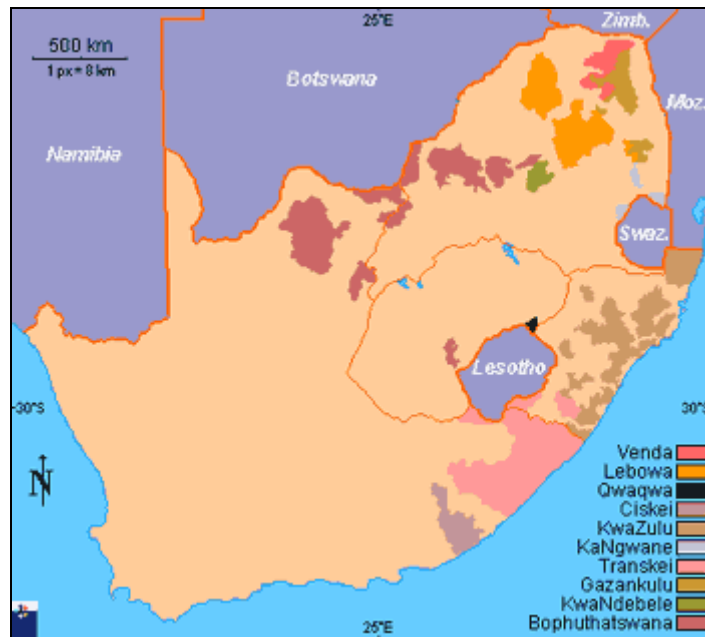 25°E
Zimb.
500 km
1 px = 8 km
Botswana
Moz.
Namibia
Swaz.
Lesotho
30°S
30°S
N
Venda
Lebowa
Qwaqwa
Ciskei
KwaZulu
KaNgwane
Transkei
Gazankulu
KwaNdebele
Bophuthatswana
25°E